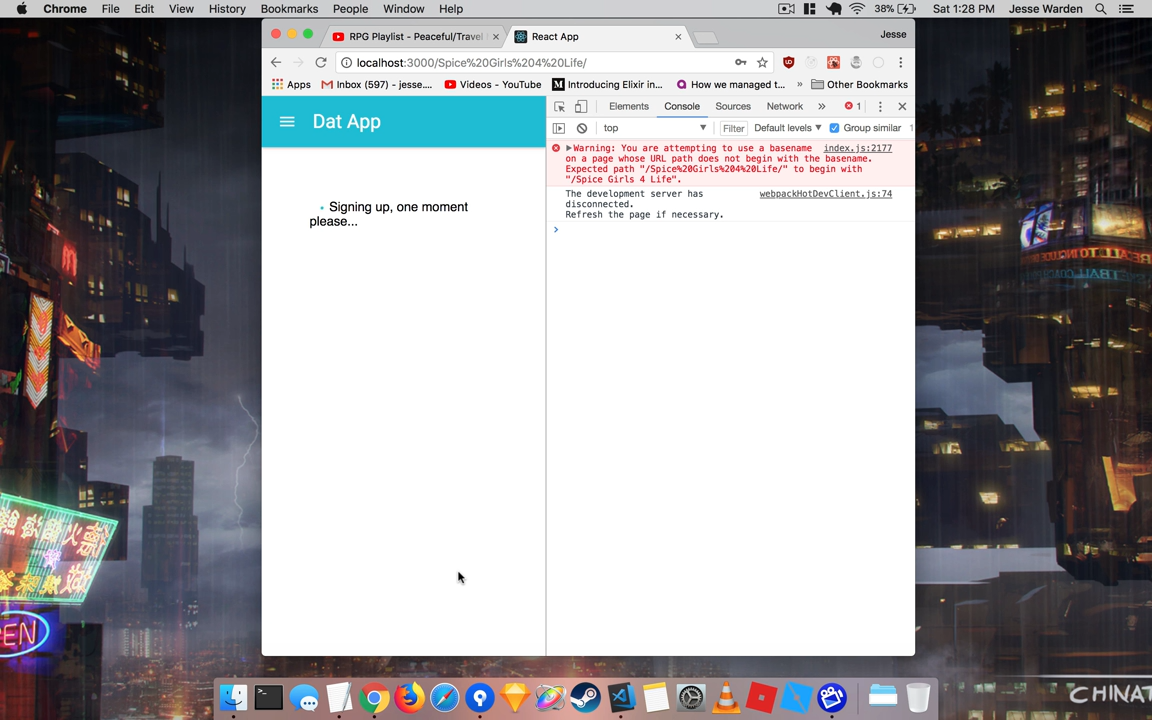 Chrome File Edit View History Bookmarks People Window Help 38% Sat 1:28 PM Jesse Warden
RPG Playlist - Peaceful/Travel
React App
Jesse
localhost:3000/Spice%20Girls%204%20Life/
Apps Inbox (597) - jesse.... Videos - YouTube Introducing Elixir in... How we managed t... » Other Bookmarks
Dat App
Signing up, one moment
please...
Elements Console Sources Network » 1
top Filter Default levels Group similar 1
Warning: You are attempting to use a basename index.js:2177
on a page whose URL path does not begin with the basename.
Expected path "/Spice%20Girls%204%20Life/" to begin with
"/Spice Girls 4 Life".
The development server has webpackHotDevClient.js:74
disconnected.
Refresh the page if necessary.
CHINAT